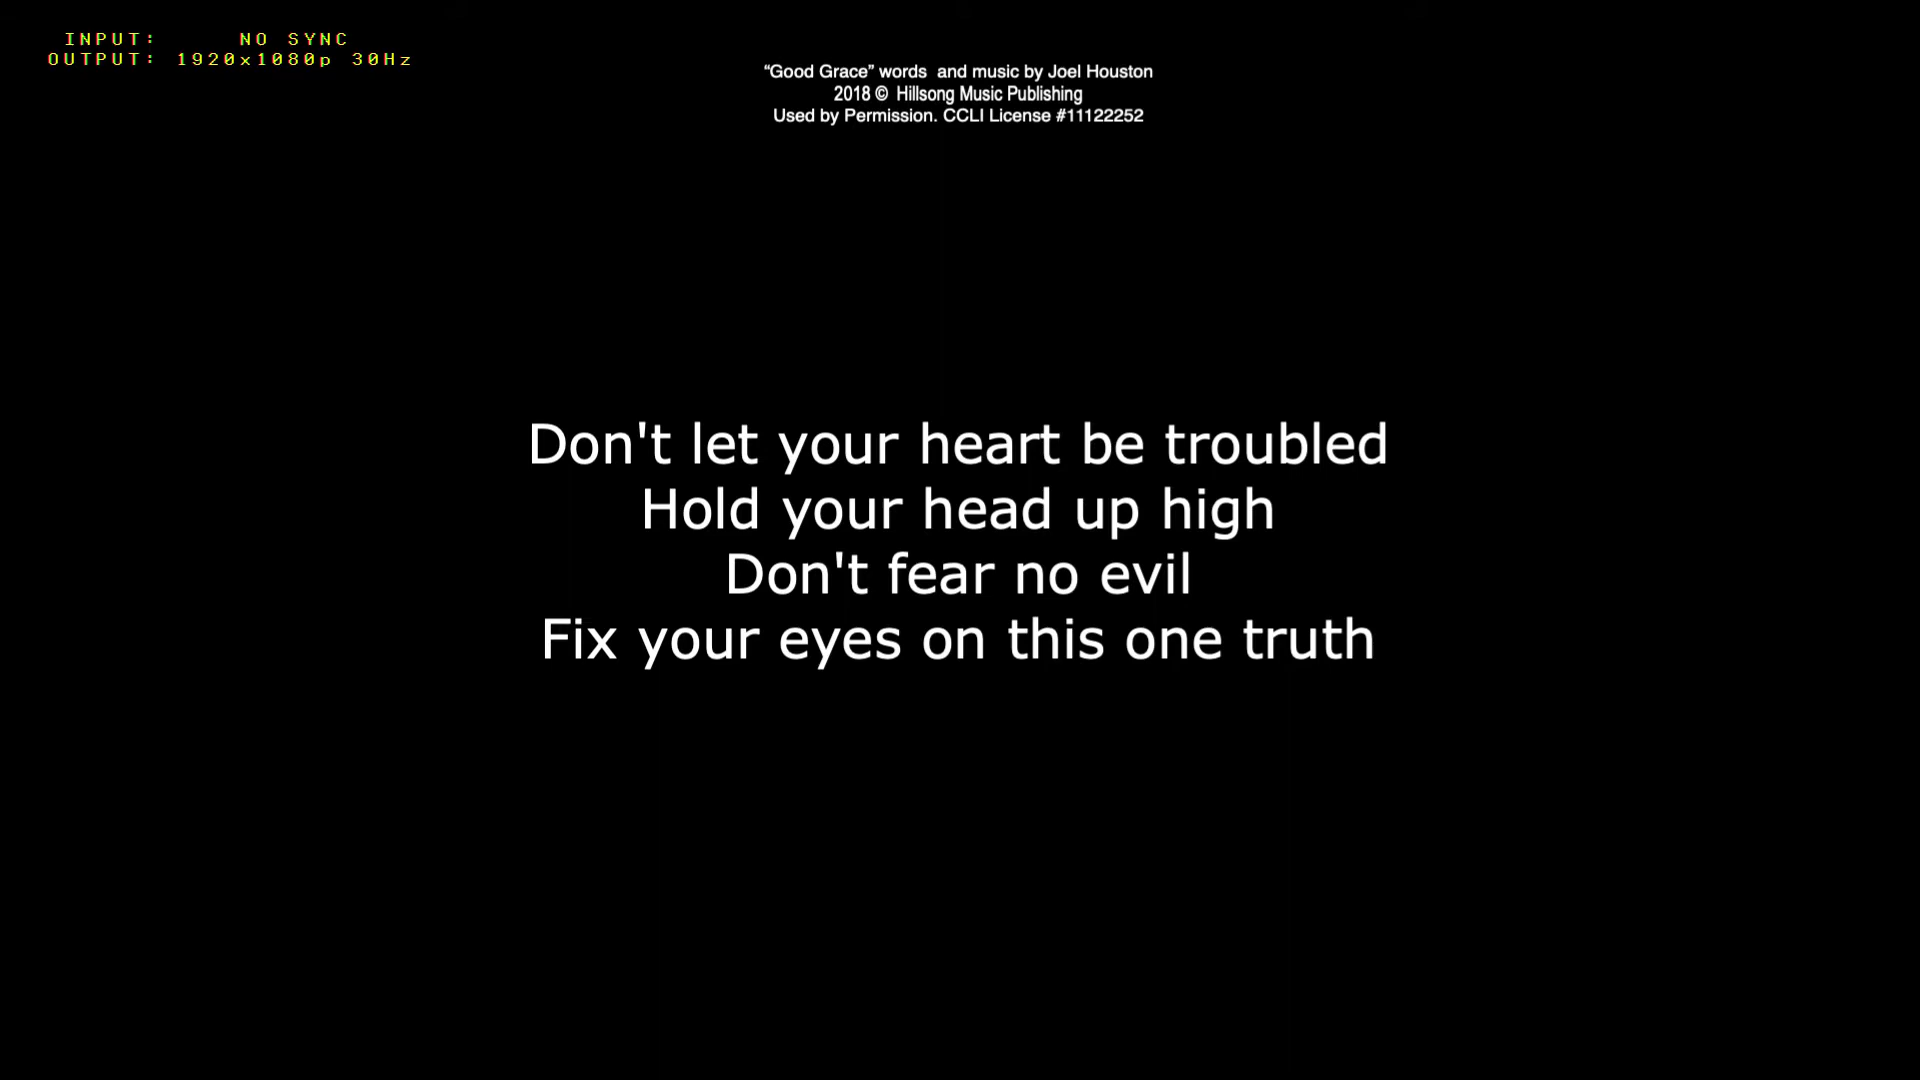 INPUT: NO SYNC
OUTPUT: 1920x1080p 30Hz
“Good Grace” words and music by Joel Houston
2018 © Hillsong Music Publishing
Used by Permission. CCLI License #11122252
Don't let your heart be troubled
Hold your head up high
Don't fear no evil
Fix your eyes on this one truth